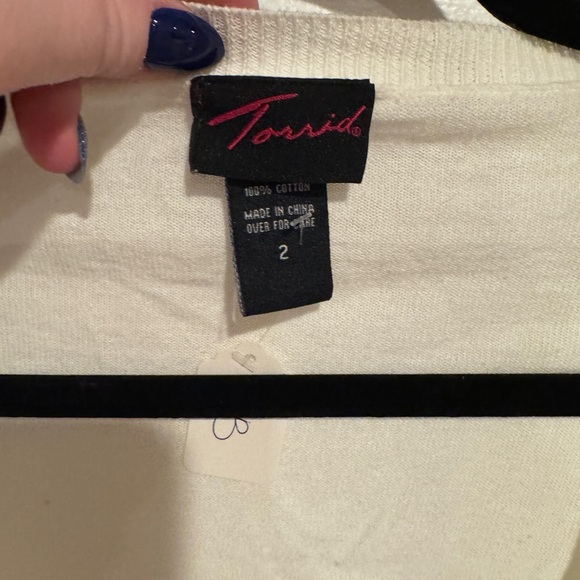 Torrid®
100% COTTON
MADE IN CHINA
OVER FOR CARE
2